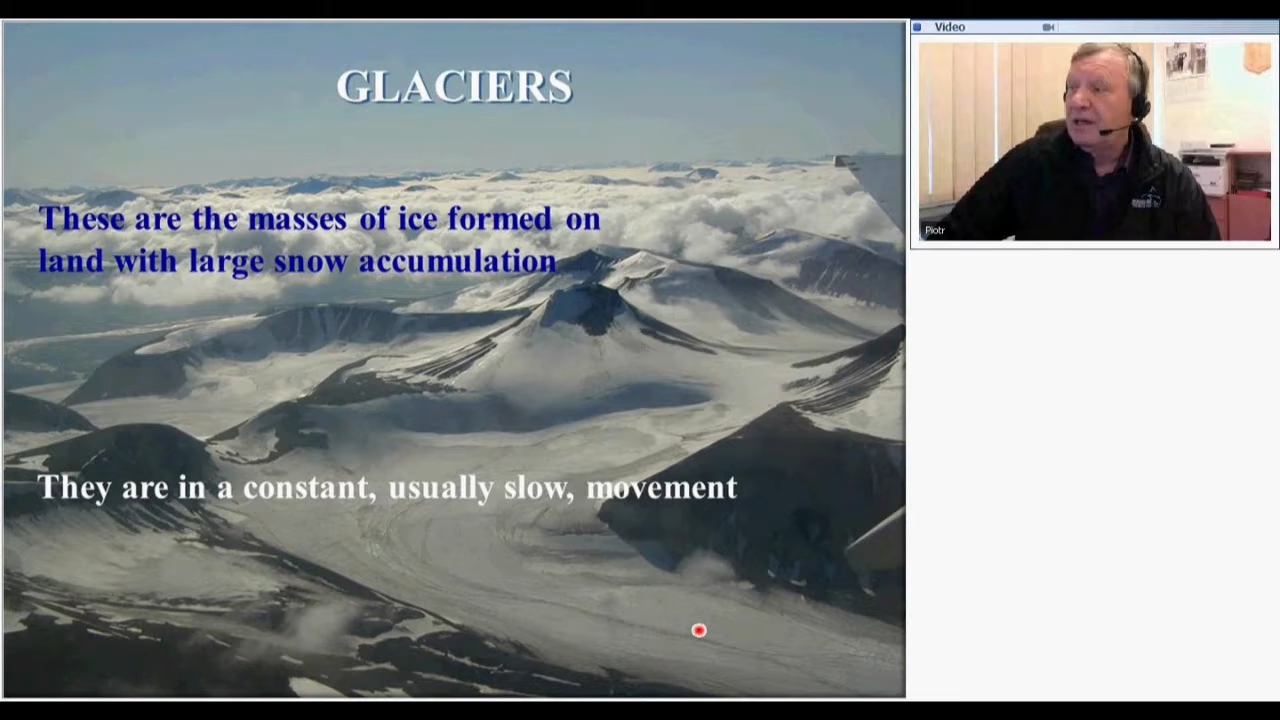 GLACIERS
These are the masses of ice formed on
land with large snow accumulation
They are in a constant, usually slow, movement
Video
Piotr